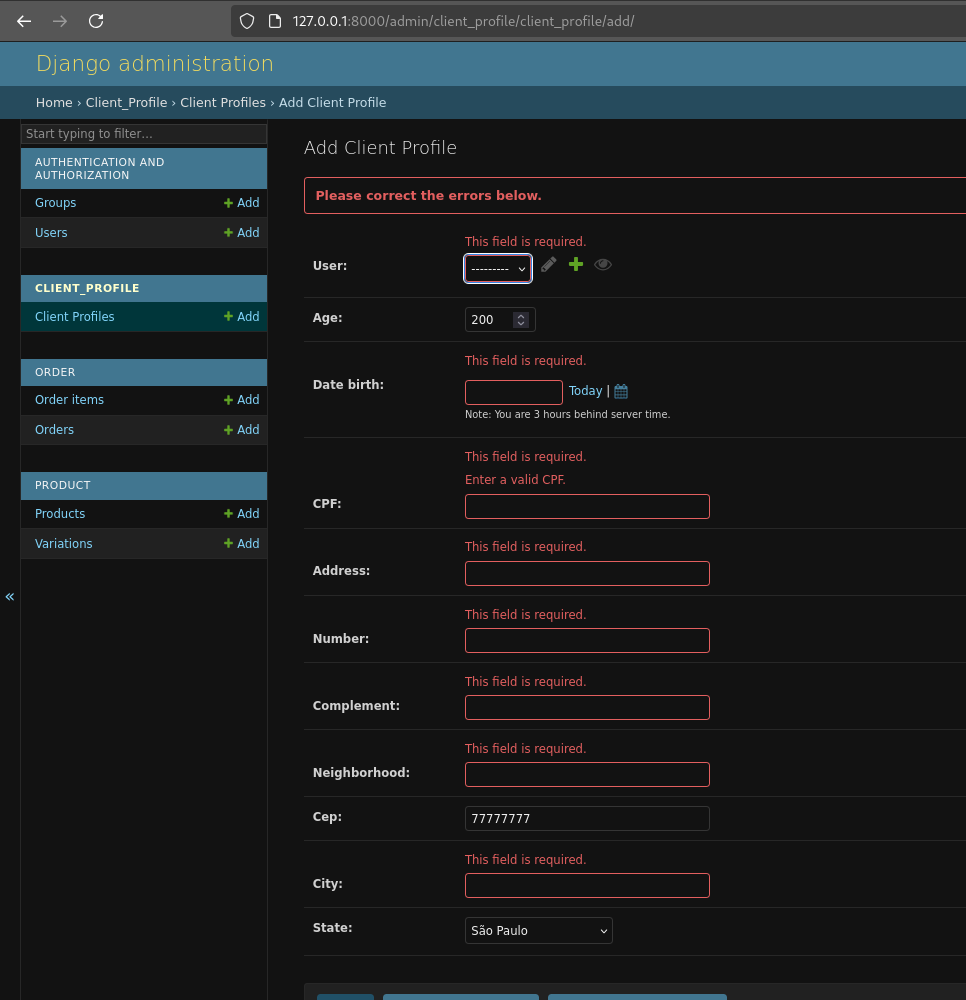 127.0.0.1:8000/admin/client_profile/client_profile/add/
Django administration
Home › Client_Profile › Client Profiles › Add Client Profile
Start typing to filter...
AUTHENTICATION AND
AUTHORIZATION
Groups + Add
Users + Add
CLIENT_PROFILE
Client Profiles + Add
ORDER
Order items + Add
Orders + Add
PRODUCT
Products + Add
Variations + Add
«
Add Client Profile
Please correct the errors below.
This field is required.
User: ---------
Age: 200
This field is required.
Date birth: Today |
Note: You are 3 hours behind server time.
This field is required.
Enter a valid CPF.
CPF:
This field is required.
Address:
This field is required.
Number:
This field is required.
Complement:
This field is required.
Neighborhood:
Cep: 77777777
This field is required.
City:
State: São Paulo